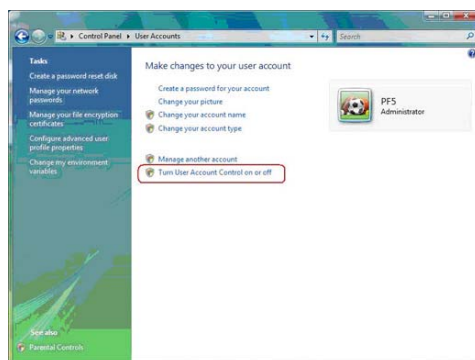 Control Panel ▸ User Accounts
Search
Tasks
Create a password reset disk
Manage your network
passwords
Manage your file encryption
certificates
Configure advanced user
profile properties
Change my environment
variables
See also
Parental Controls
Make changes to your user account
Create a password for your account
Change your picture
Change your account name
Change your account type
Manage another account
Turn User Account Control on or off
PF5
Administrator